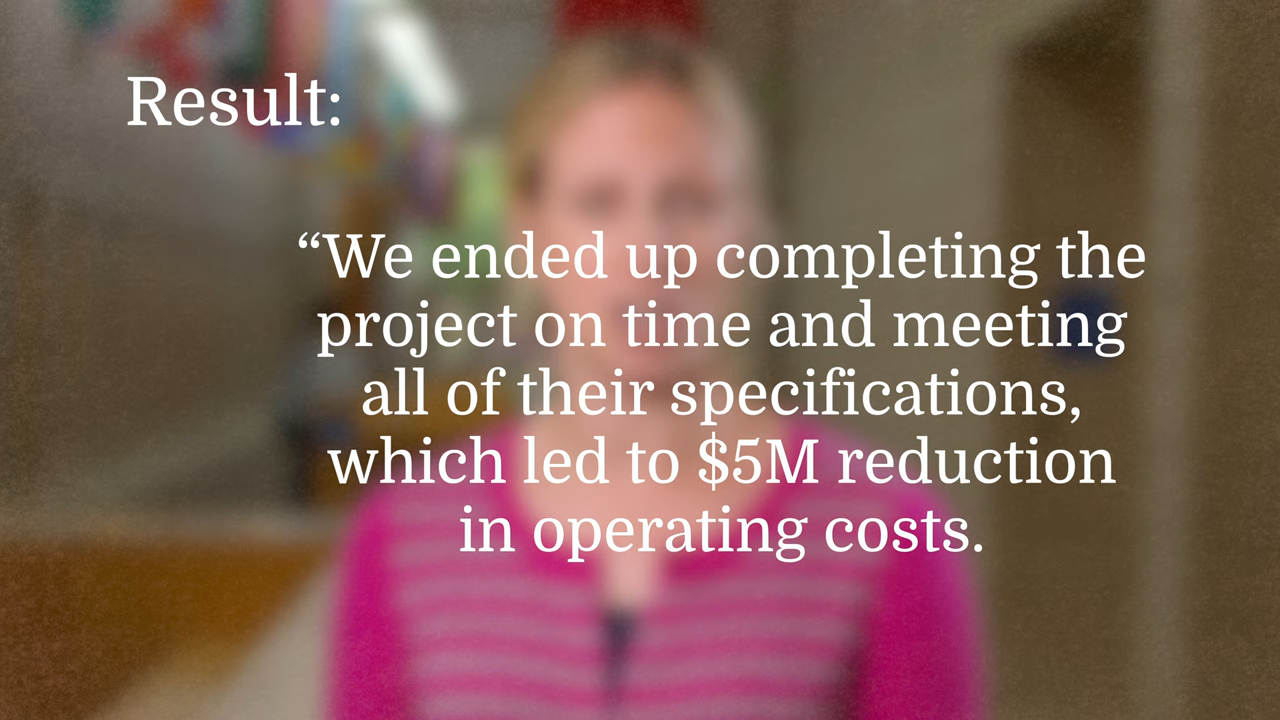 Result:
“We ended up completing the
project on time and meeting
all of their specifications,
which led to $5M reduction
in operating costs.